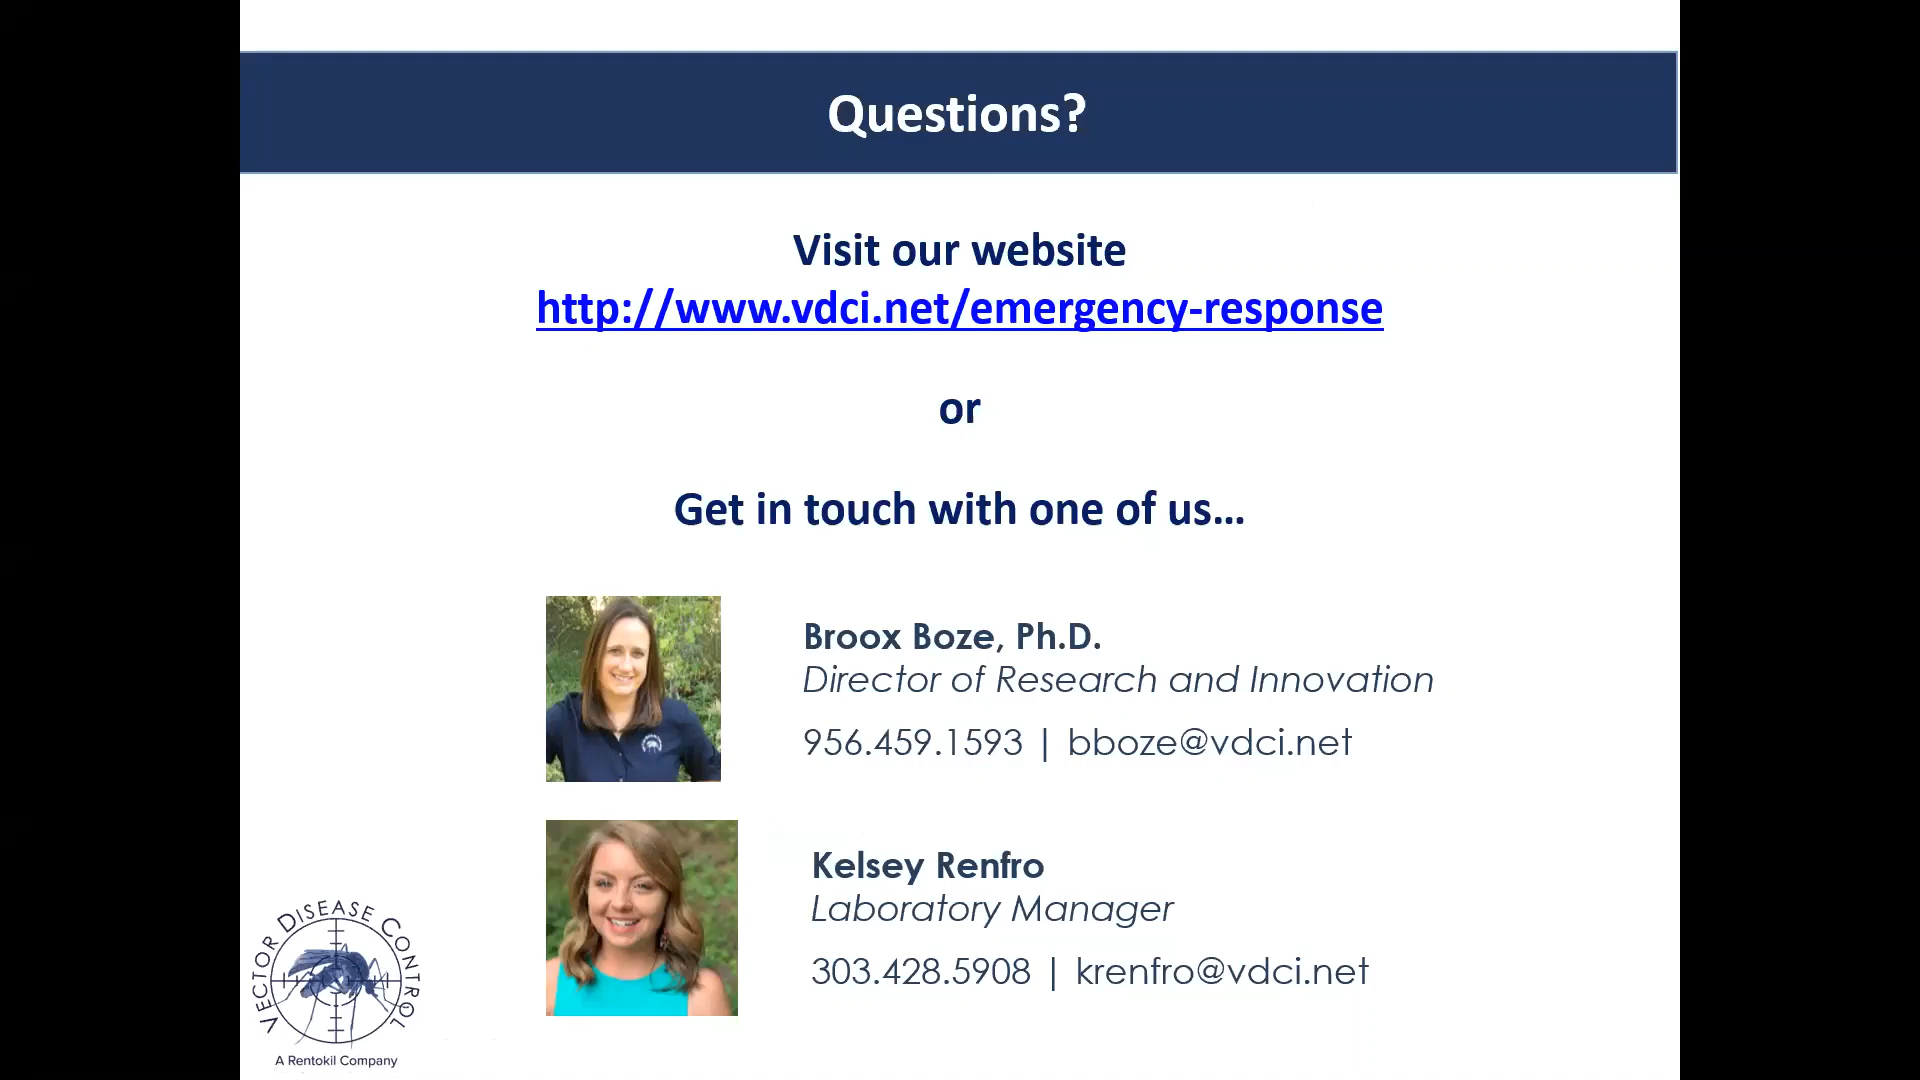 Questions?
Visit our website
http://www.vdci.net/emergency-response
or
Get in touch with one of us...
Broox Boze, Ph.D.
Director of Research and Innovation
956.459.1593 | bboze@vdci.net
Kelsey Renfro
Laboratory Manager
303.428.5908 | krenfro@vdci.net
VECTOR DISEASE CONTROL
A Rentokil Company